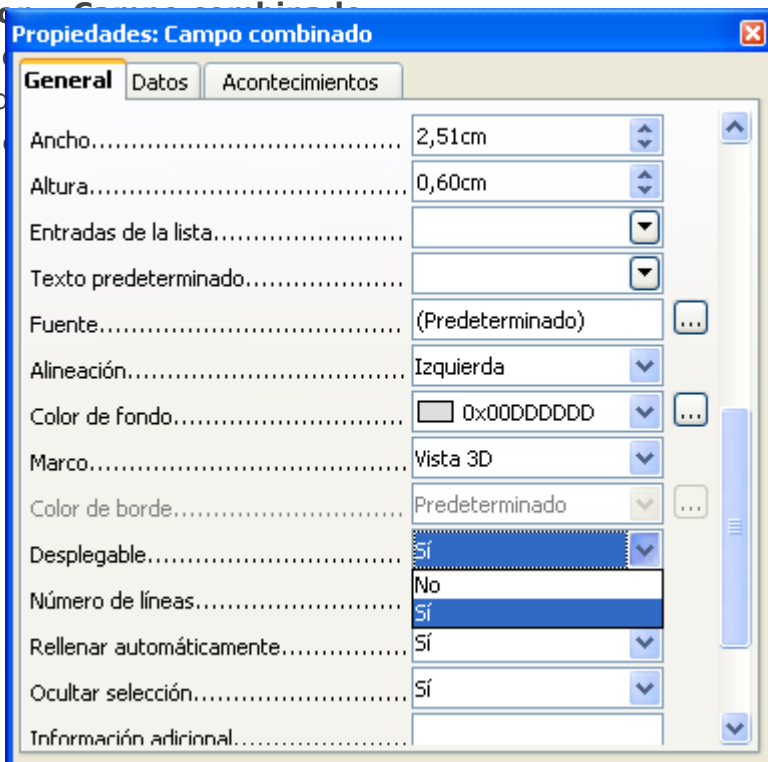 Campo combinado
Propiedades: Campo combinado
General Datos Acontecimientos
Ancho........................................ 2,51cm
Altura........................................ 0,60cm
Entradas de la lista........................
Texto predeterminado....................
Fuente...................................... (Predeterminado) ...
Alineación................................... Izquierda
Color de fondo............................. 0x00DDDDDD ...
Marco........................................ Vista 3D
Color de borde............................. Predeterminado ...
Desplegable................................ Sí
No
Número de líneas..........................
Sí
Rellenar automáticamente............... Sí
Ocultar selección........................... Sí
Información adicional......................